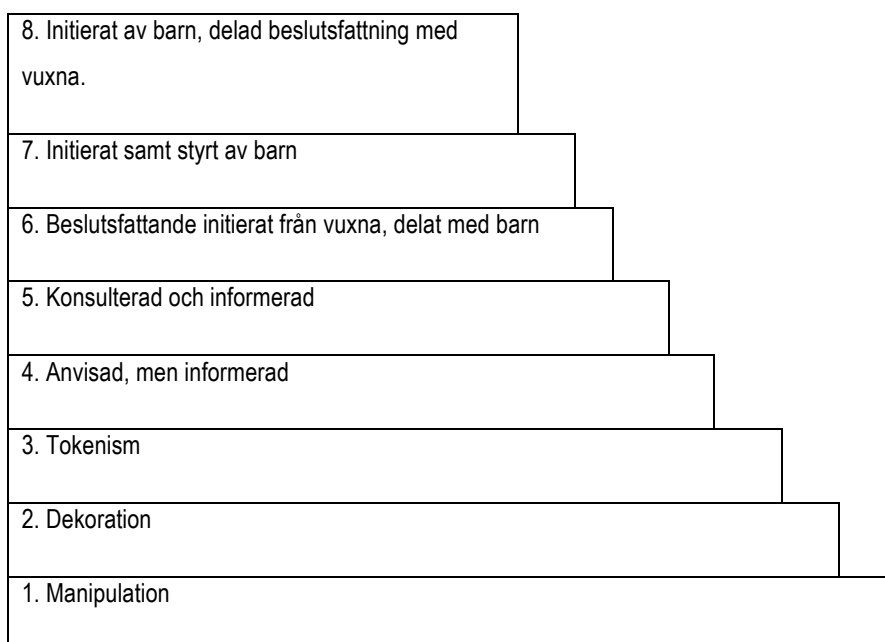 8. Initierat av barn, delad beslutsfattning med
vuxna.
7. Initierat samt styrt av barn
6. Beslutsfattande initierat från vuxna, delat med barn
5. Konsulterad och informerad
4. Anvisad, men informerad
3. Tokenism
2. Dekoration
1. Manipulation